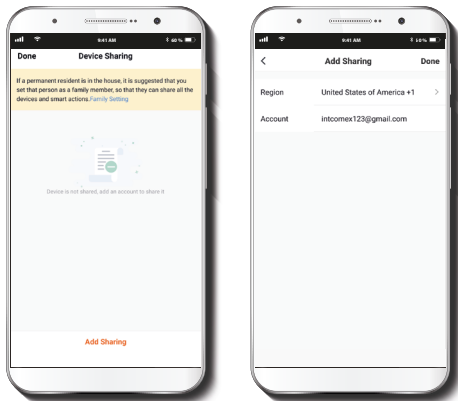 9:41 AM
60 %
Done
Device Sharing
If a permanent resident is in the house, it is suggested that you
set that person as a family member, so that they can share all the
devices and smart actions.Family Setting
Device is not shared, add an account to share it
Add Sharing
9:41 AM
60 %
Add Sharing
Done
Region
United States of America +1
Account
intcomex123@gmail.com